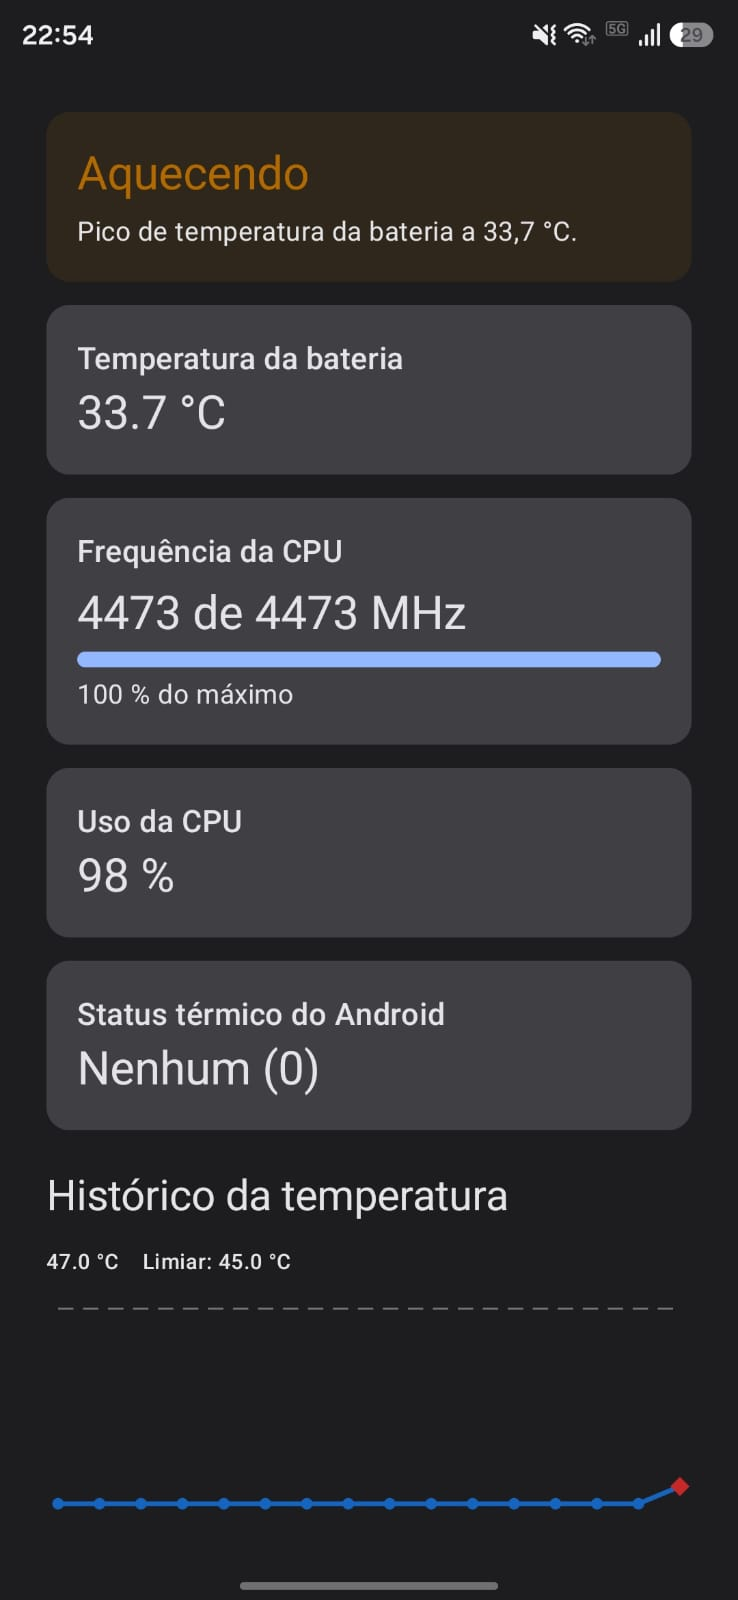 22:54
5G
29
Aquecendo
Pico de temperatura da bateria a 33,7 °C.
Temperatura da bateria
33.7 °C
Frequência da CPU
4473 de 4473 MHz
100 % do máximo
Uso da CPU
98 %
Status térmico do Android
Nenhum (0)
Histórico da temperatura
47.0 °C Limiar: 45.0 °C